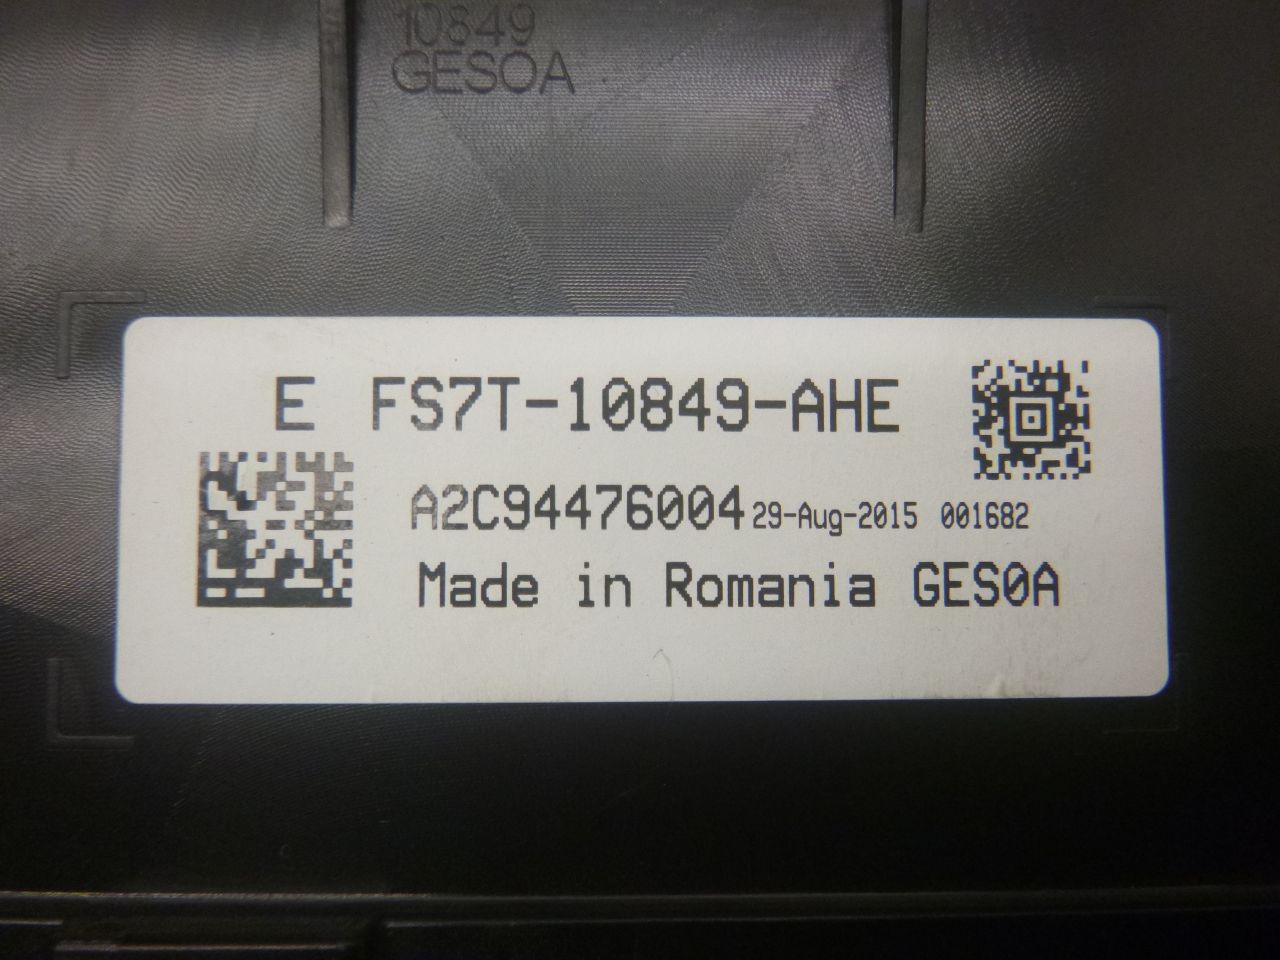 10849
GESOA
E FS7T-10849-AHE
A2C94476004 29-Aug-2015 001682
Made in Romania GES0A